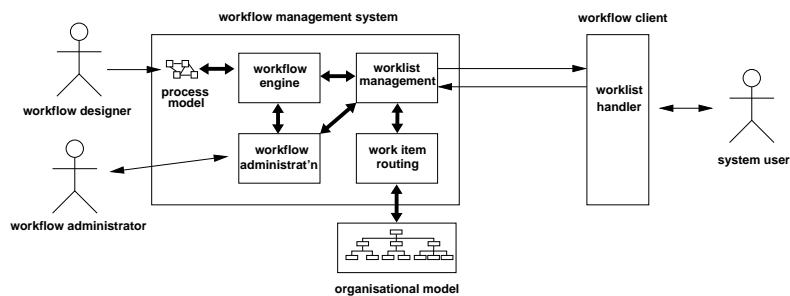 workflow management system
workflow client
workflow designer
process
model
workflow
engine
worklist
management
worklist
handler
workflow
administrat'n
work item
routing
system user
workflow administrator
organisational model